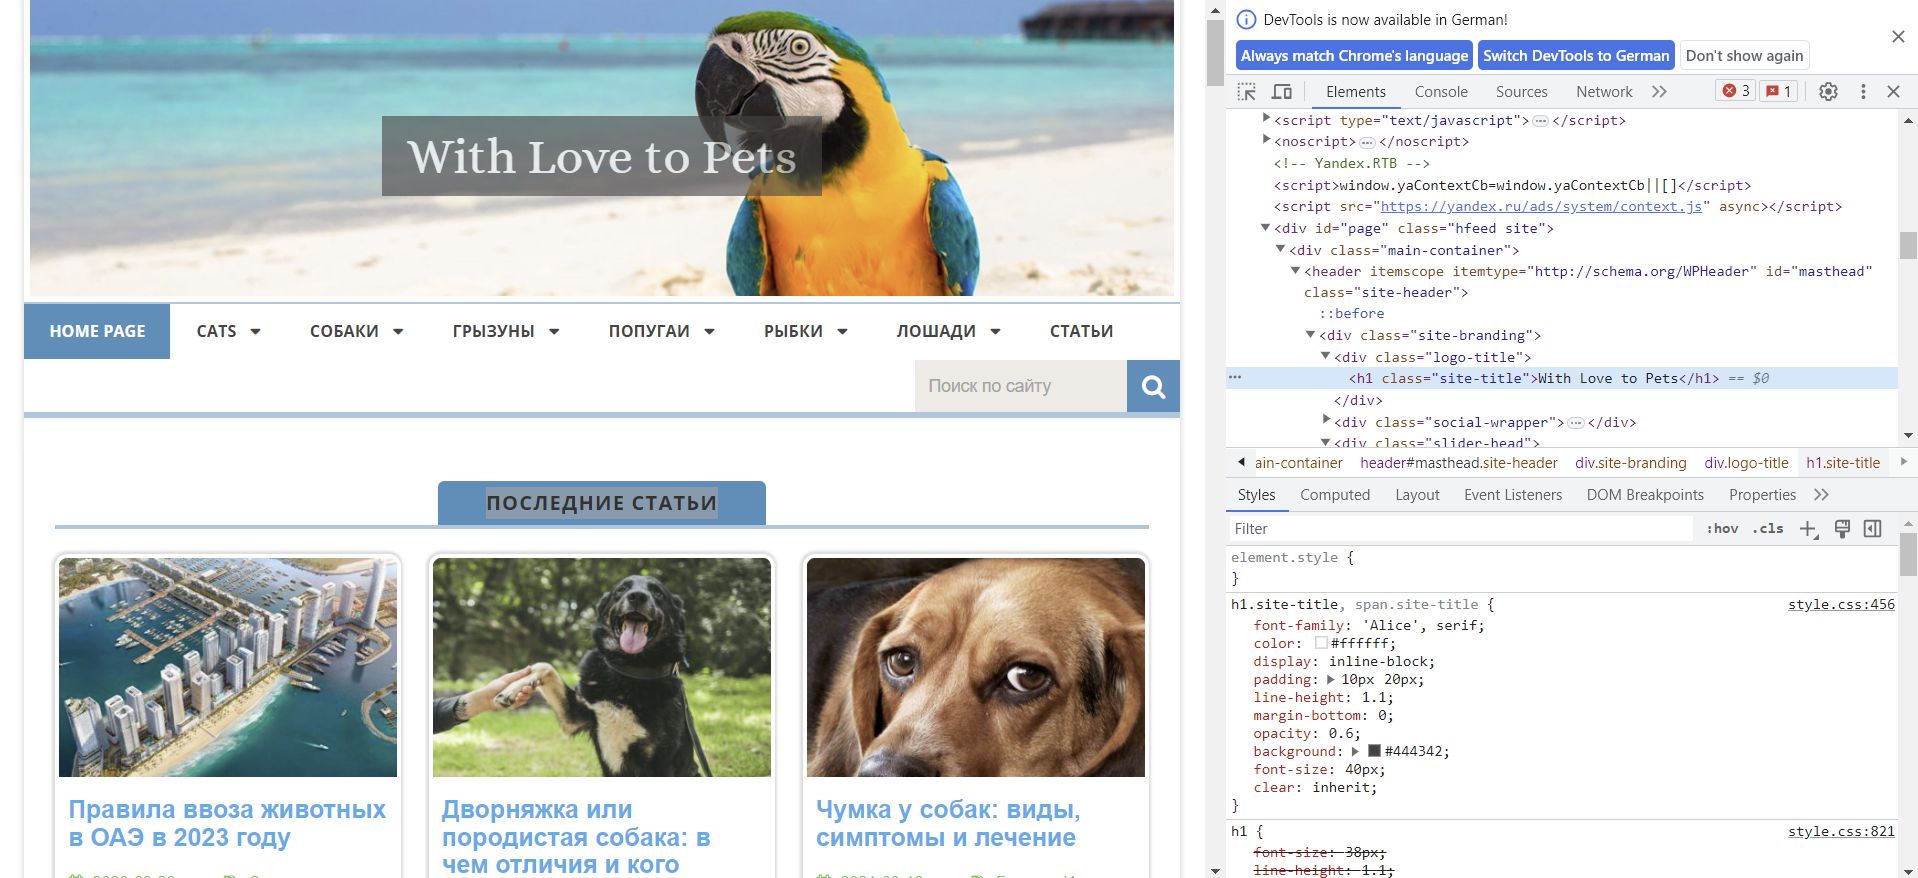 With Love to Pets
HOME PAGE
CATS
СОБАКИ
ГРЫЗУНЫ
ПОПУГАИ
РЫБКИ
ЛОШАДИ
СТАТЬИ
Поиск по сайту
ПОСЛЕДНИЕ СТАТЬИ
Правила ввоза животных
в ОАЭ в 2023 году
Дворняжка или
породистая собака: в
чем отличия и кого
Чумка у собак: виды,
симптомы и лечение
DevTools is now available in German!
Always match Chrome's language
Switch DevTools to German
Don't show again
Elements
Console
Sources
Network
3
1
<script type="text/javascript">…</script>
<noscript>…</noscript>
<!-- Yandex.RTB -->
<script>window.yaContextCb=window.yaContextCb||[]</script>
<script src="https://yandex.ru/ads/system/context.js" async></script>
<div id="page" class="hfeed site">
<div class="main-container">
<header itemscope itemtype="http://schema.org/WPHeader" id="masthead"
class="site-header">
::before
<div class="site-branding">
<div class="logo-title">
<h1 class="site-title">With Love to Pets</h1> == $0
</div>
<div class="social-wrapper">…</div>
<div class="slider-head">
ain-container
header#masthead.site-header
div.site-branding
div.logo-title
h1.site-title
Styles
Computed
Layout
Event Listeners
DOM Breakpoints
Properties
Filter
:hov
.cls
element.style {
}
h1.site-title, span.site-title {
style.css:456
font-family: 'Alice', serif;
color: #ffffff;
display: inline-block;
padding: 10px 20px;
line-height: 1.1;
margin-bottom: 0;
opacity: 0.6;
background: #444342;
font-size: 40px;
clear: inherit;
}
h1 {
style.css:821
font-size: 38px;
line-height: 1.1;